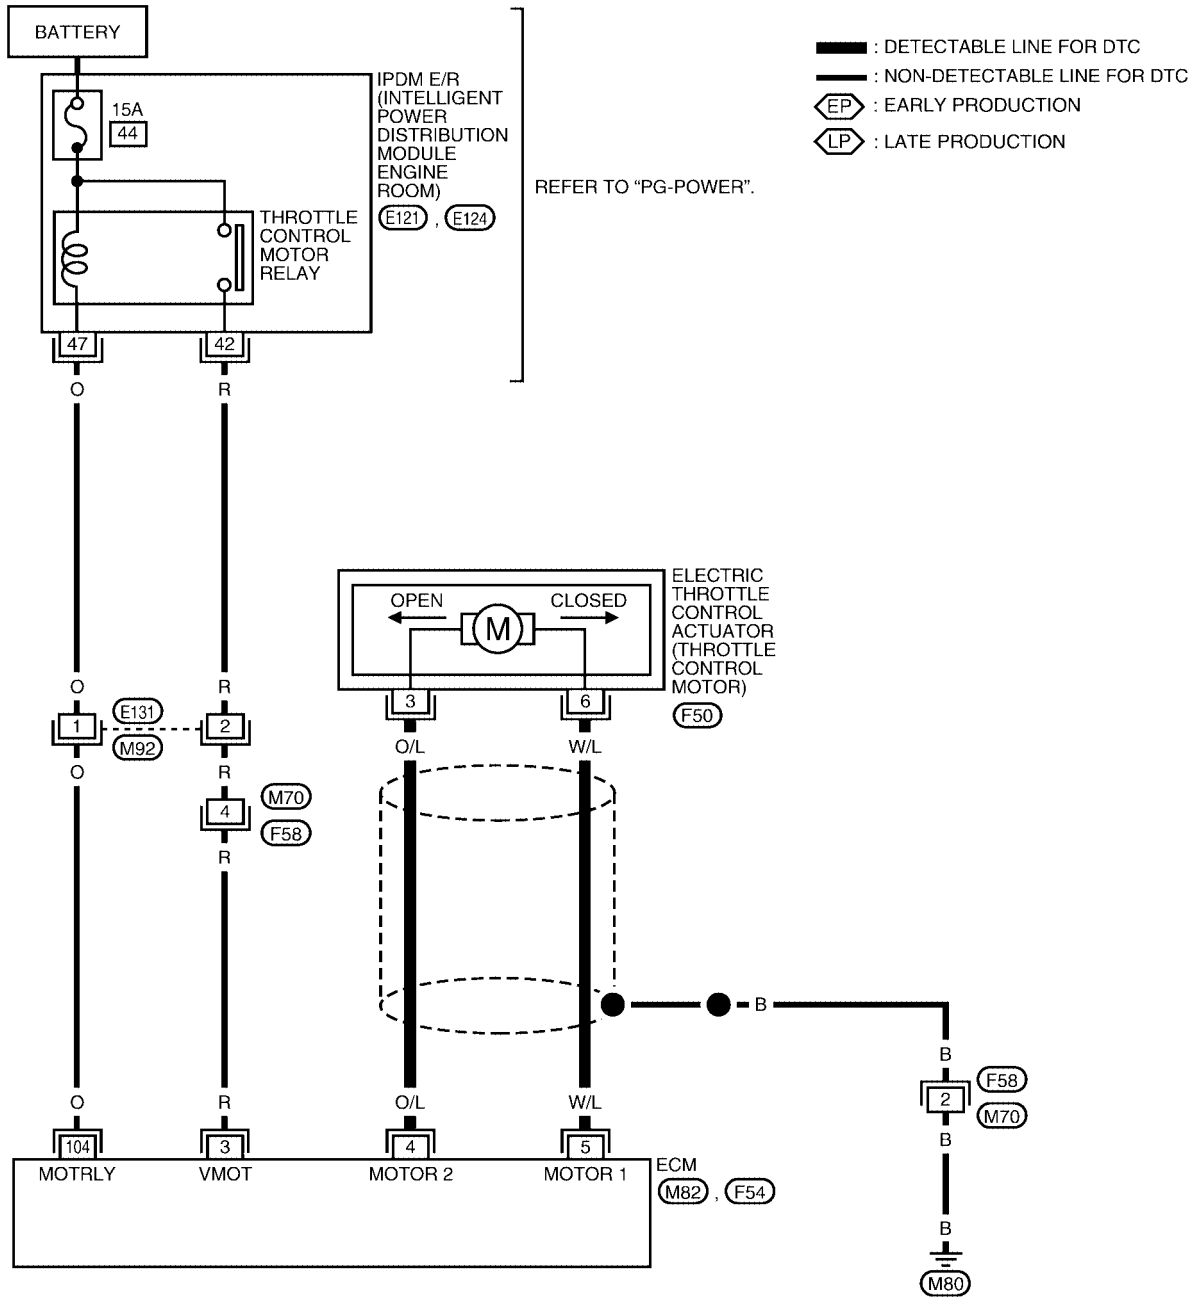 BATTERY
15A
44
IPDM E/R
(INTELLIGENT
POWER
DISTRIBUTION
MODULE
ENGINE
ROOM)
E121 , E124
THROTTLE
CONTROL
MOTOR
RELAY
REFER TO “PG-POWER”.
: DETECTABLE LINE FOR DTC
: NON-DETECTABLE LINE FOR DTC
EP : EARLY PRODUCTION
LP : LATE PRODUCTION
47 42
O R
OPEN CLOSED
M
ELECTRIC
THROTTLE
CONTROL
ACTUATOR
(THROTTLE
CONTROL
MOTOR)
F50
3 6
O R
1 E131 2
M92
O/L W/L
O R
M70
4
F58
R
B
B
F58
2
M70
B
B
M80
O R O/L W/L
104 3 4 5
MOTRLY VMOT MOTOR 2 MOTOR 1
ECM
M82 , F54